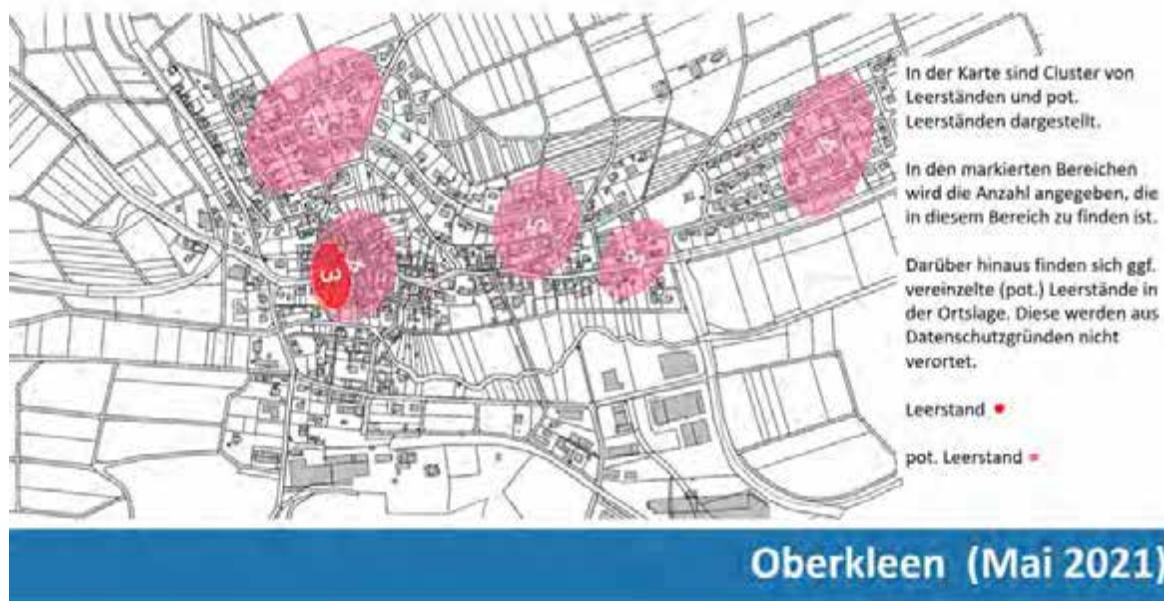 In der Karte sind Cluster von
Leerständen und pot.
Leerständen dargestellt.
In den markierten Bereichen
wird die Anzahl angegeben, die
in diesem Bereich zu finden ist.
Darüber hinaus finden sich ggf.
vereinzelte (pot.) Leerstände in
der Ortslage. Diese werden aus
Datenschutzgründen nicht
verortet.
Leerstand
pot. Leerstand
3
4
5
4
Oberkleen (Mai 2021)